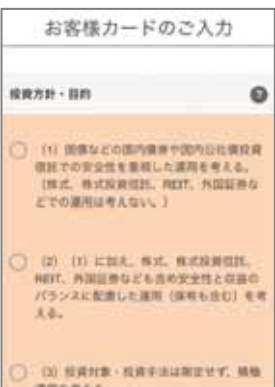 お客様カードのご入力
投資方針・目的
?
(1) 国債などの国内債券や国内公社債投資
信託での安全性を重視した運用を考える。
(株式、株式投資信託、REIT、外国証券な
どでの運用は考えない。)
(2) (1) に加え、株式、株式投資信託、
REIT、外国証券なども含め安全性と収益の
バランスに配慮した運用 (保有も含む) を考
える。
(3) 投資対象・投資手法は限定せず、積極